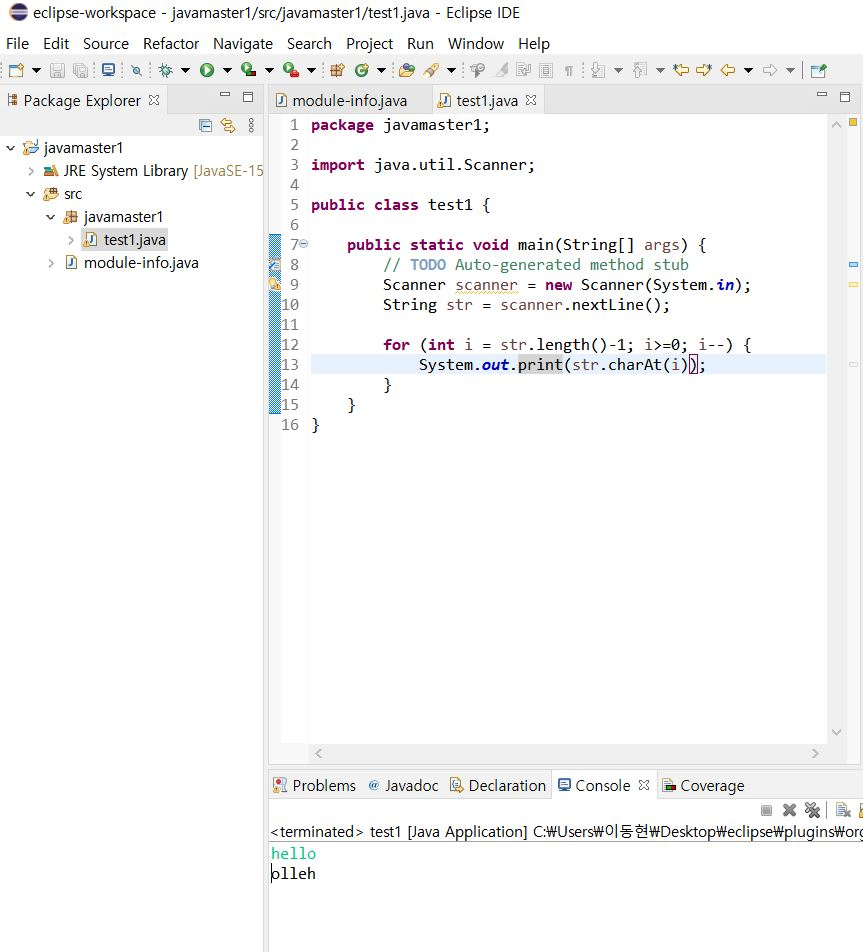 eclipse-workspace - javamaster1/src/javamaster1/test1.java - Eclipse IDE
File Edit Source Refactor Navigate Search Project Run Window Help
Package Explorer
module-info.java test1.java
javamaster1
JRE System Library [JavaSE-15
src
javamaster1
test1.java
module-info.java
1 package javamaster1;
2
3 import java.util.Scanner;
4
5 public class test1 {
6
7 public static void main(String[] args) {
8 // TODO Auto-generated method stub
9 Scanner scanner = new Scanner(System.in);
10 String str = scanner.nextLine();
11
12 for (int i = str.length()-1; i>=0; i--) {
13 System.out.print(str.charAt(i));
14 }
15 }
16 }
Problems @ Javadoc Declaration Console Coverage
<terminated> test1 [Java Application] C:₩Users₩이동현₩Desktop₩eclipse₩plugins₩org
hello
olleh